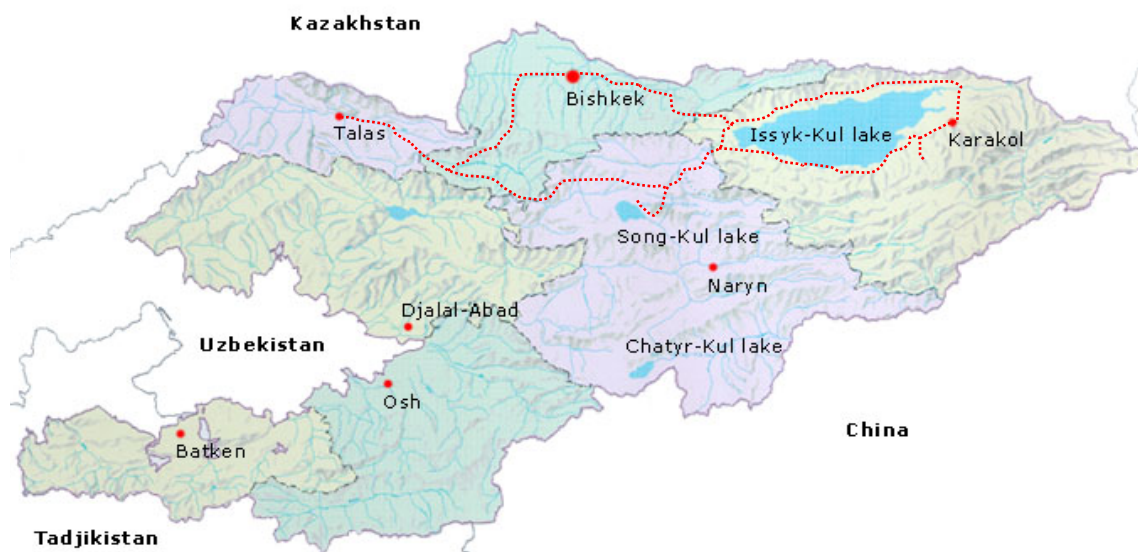 Kazakhstan
Bishkek
Talas
Issyk-Kul lake
Karakol
Song-Kul lake
Naryn
Djalal-Abad
Uzbekistan
Chatyr-Kul lake
Osh
China
Batken
Tadjikistan